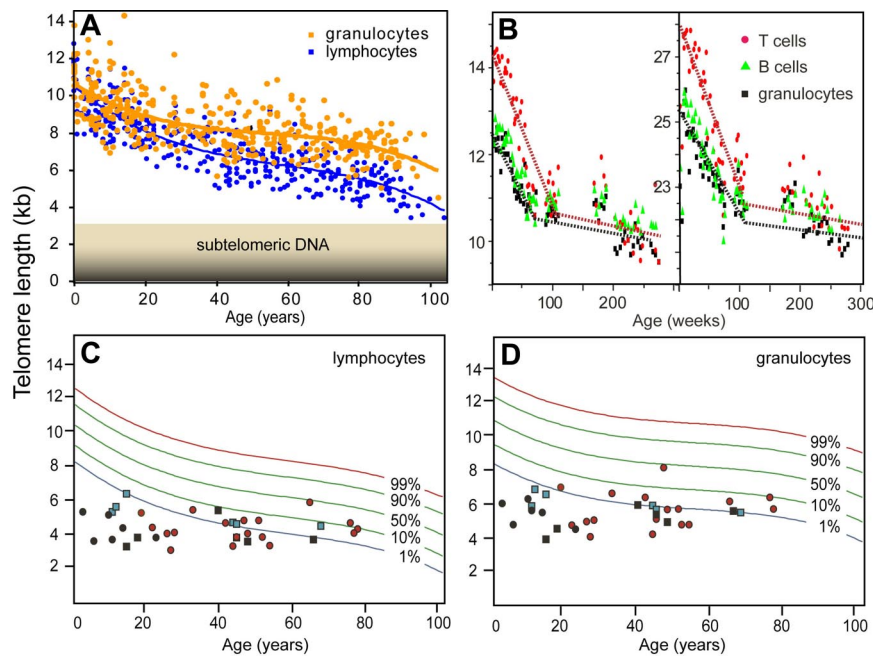 Telomere length (kb)
A
granulocytes
lymphocytes
14
12
10
8
6
4
2
0
subtelomeric DNA
0 20 40 60 80 100
Age (years)
B
T cells
B cells
granulocytes
14
12
10
27
25
23
100 200
0 100 200 300
Age (weeks)
C
lymphocytes
14
12
10
8
6
4
2
99%
90%
50%
10%
1%
0 20 40 60 80 100
Age (years)
D
granulocytes
14
12
10
8
6
4
2
99%
90%
50%
10%
1%
0 20 40 60 80 100
Age (years)